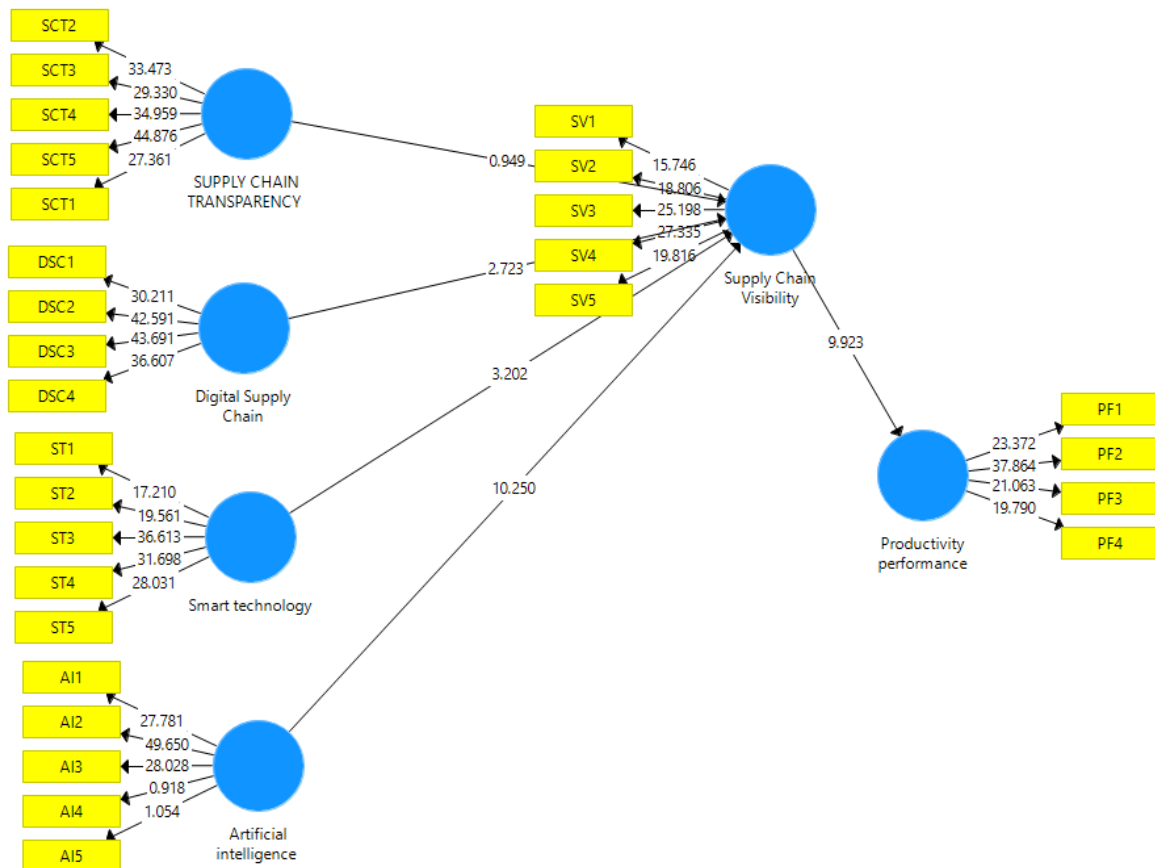 SCT2
SCT3
SCT4
SCT5
SCT1
33.473
29.330
34.959
44.876
27.361
SUPPLY CHAIN
TRANSPARENCY
DSC1
DSC2
DSC3
DSC4
30.211
42.591
43.691
36.607
Digital Supply
Chain
ST1
ST2
ST3
ST4
ST5
17.210
19.561
36.613
31.698
28.031
Smart technology
AI1
AI2
AI3
AI4
AI5
27.781
49.650
28.028
0.918
1.054
Artificial
intelligence
0.949
2.723
3.202
10.250
SV1
SV2
SV3
SV4
SV5
15.746
18.806
25.198
27.335
19.816
Supply Chain
Visibility
9.923
Productivity
performance
23.372
37.864
21.063
19.790
PF1
PF2
PF3
PF4